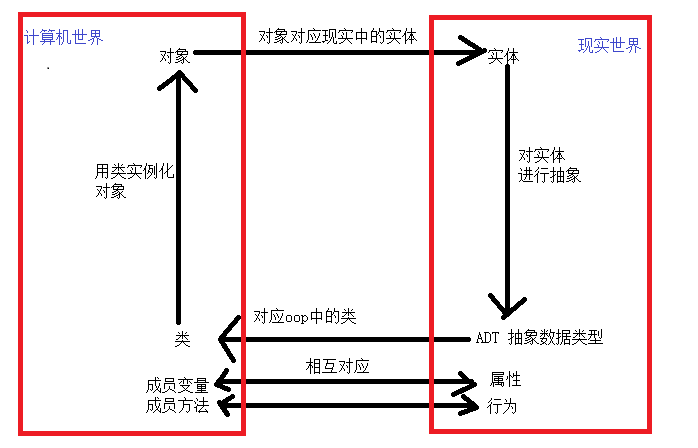 计算机世界
对象
对象对应现实中的实体
实体
现实世界
用类实例化
对象
对实体
进行抽象
类
对应oop中的类
ADT 抽象数据类型
相互对应
成员变量
成员方法
属性
行为